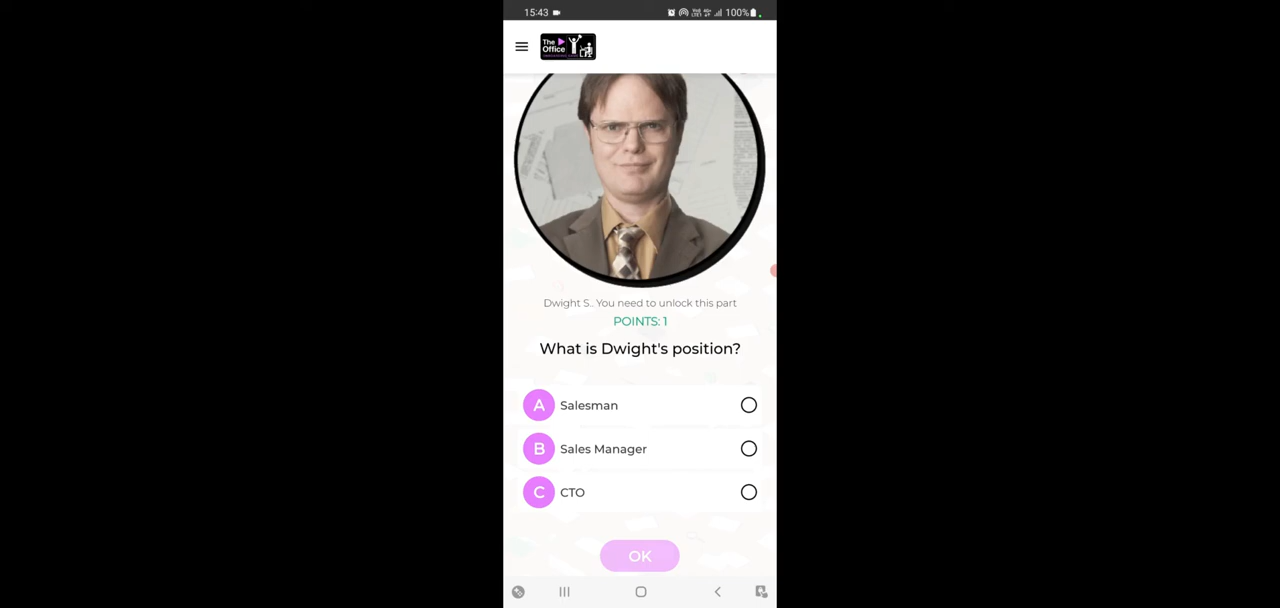 15:43
100%
The
Office
Dwight S.. You need to unlock this part
POINTS: 1
What is Dwight's position?
A Salesman
B Sales Manager
C CTO
OK